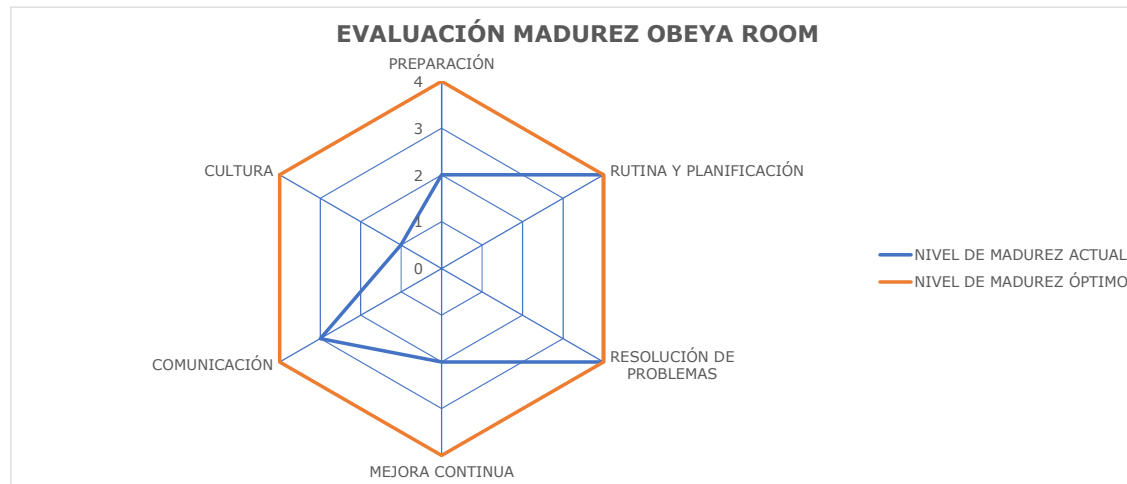 EVALUACIÓN MADUREZ OBEYA ROOM
PREPARACIÓN
4
3
2
1
0
CULTURA
RUTINA Y PLANIFICACIÓN
COMUNICACIÓN
RESOLUCIÓN DE
PROBLEMAS
MEJORA CONTINUA
NIVEL DE MADUREZ ACTUAL
NIVEL DE MADUREZ ÓPTIMO